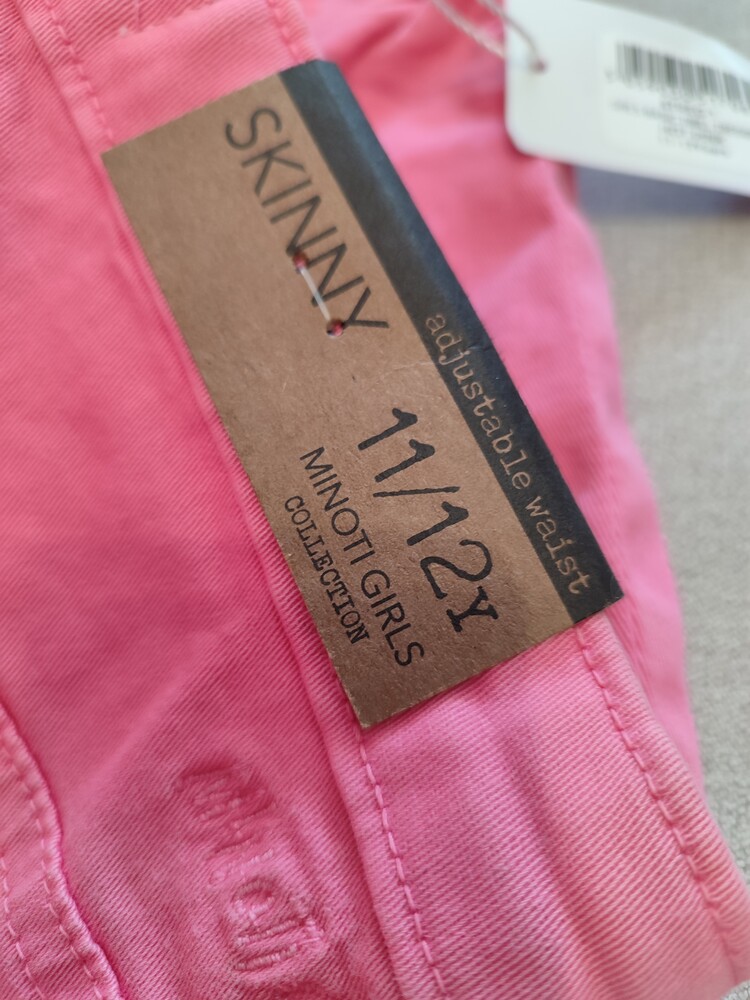 SKINNY
adjustable waist
11/12Y
MINOTI GIRLS
COLLECTION